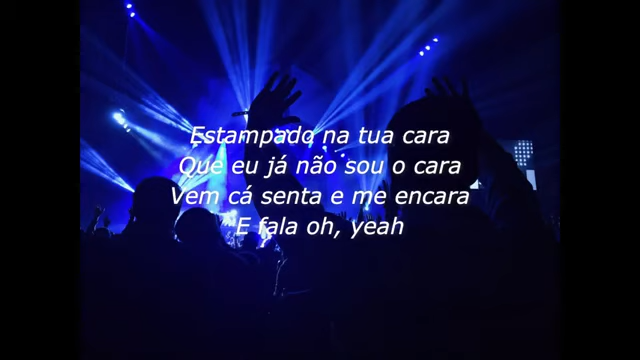 Estampado na tua cara
Que eu já não sou o cara
Vem cá senta e me encara
E fala oh, yeah